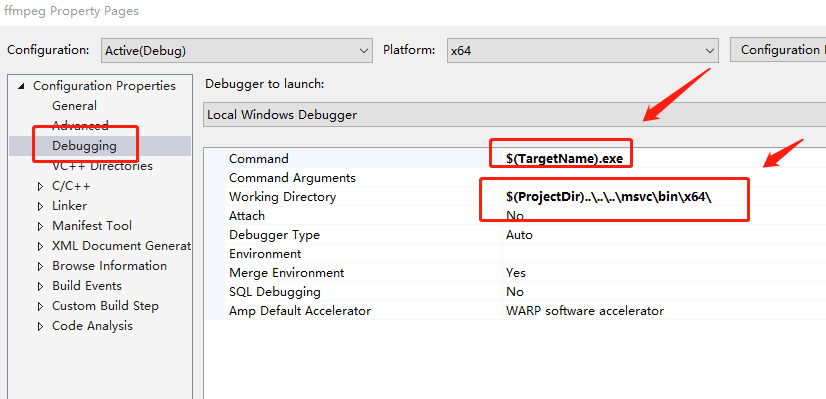 ffmpeg Property Pages
Configuration: Active(Debug) Platform: x64 Configuration
Configuration Properties
General
Advanced
Debugging
VC++ Directories
C/C++
Linker
Manifest Tool
XML Document Generat
Browse Information
Build Events
Custom Build Step
Code Analysis
Debugger to launch:
Local Windows Debugger
Command $(TargetName).exe
Command Arguments
Working Directory $(ProjectDir)..\..\..\msvc\bin\x64\
Attach No
Debugger Type Auto
Environment
Merge Environment Yes
SQL Debugging No
Amp Default Accelerator WARP software accelerator